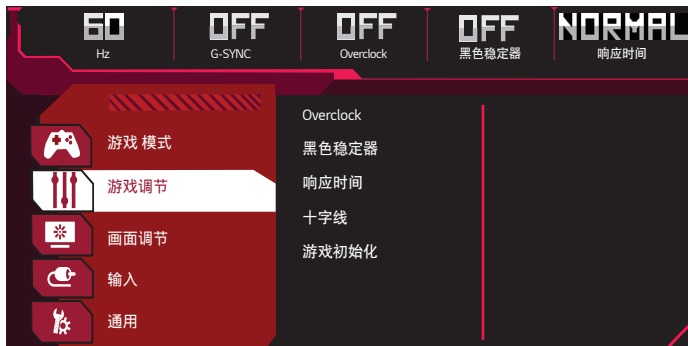 60 OFF OFF OFF NORMAL
Hz G-SYNC Overclock 黑色稳定器 响应时间
游戏 模式
游戏调节
画面调节
输入
通用
Overclock
黑色稳定器
响应时间
十字线
游戏初始化